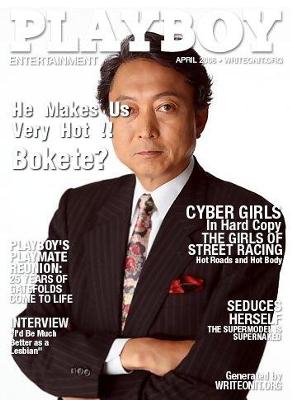 PLAYBOY
ENTERTAINMENT
APRIL 2008 • WRITEONIT.ORG
He Makes Us
Very Hot !!
Bokete?
CYBER GIRLS
In Hard Copy
THE GIRLS OF
STREET RACING
Hot Roads and Hot Body
PLAYBOY'S
PLAYMATE
REUNION:
25 YEARS OF
GATEFOLDS
COME TO LIFE
SEDUCES
HERSELF
THE SUPERMODEL IS
SUPERNAKED
INTERVIEW
"I'd Be Much
Better as a
Lesbian"
Generated by
WRITEONIT.ORG